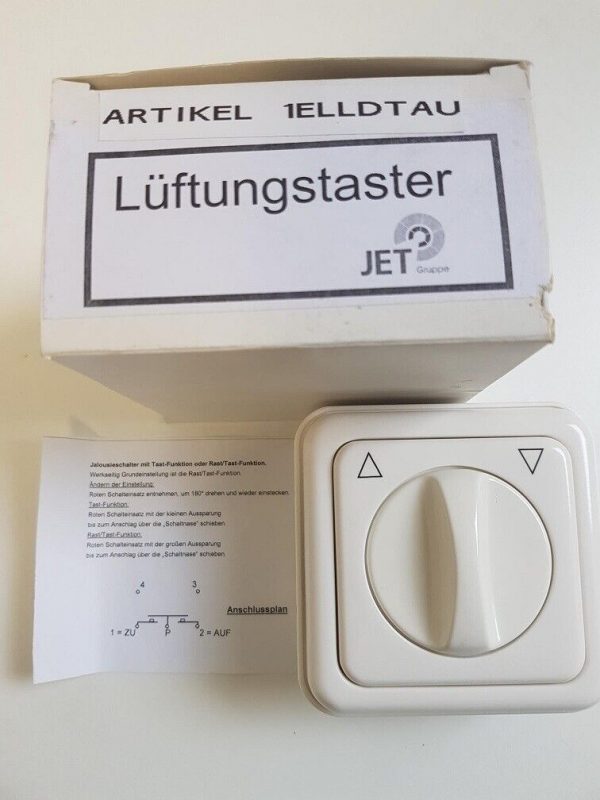 ARTIKEL 1ELLDTAU
Lüftungstaster
JET
Gruppe
Jalousieschalter mit Tast-Funktion oder Rast/Tast-Funktion.
Werkseitig Grundeinstellung ist die Rast/Tast-Funktion.
Ändern der Einstellung:
Roten Schalteinsatz entnehmen, um 180° drehen und wieder einstecken.
Tast-Funktion:
Roten Schalteinsatz mit der kleinen Aussparung
bis zum Anschlag über die „Schaltnase" schieben.
Rast/Tast-Funktion:
Roten Schalteinsatz mit der großen Aussparung
bis zum Anschlag über die „Schaltnase" schieben.
4 3
Anschlussplan
1 = ZU P 2 = AUF